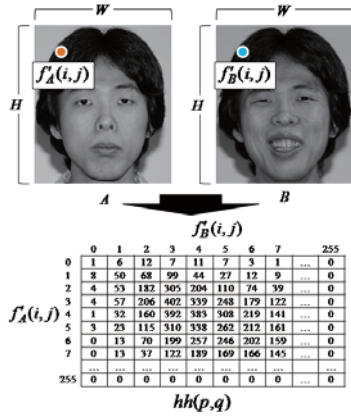 W W
H H
f'A(i, j) f'B(i, j)
A B
f'B(i, j)
0 1 2 3 4 5 6 7 255
0 1 6 12 7 11 7 3 1 ... 0
1 8 50 68 99 44 27 12 9 ... 0
2 4 53 182 305 204 110 74 39 ... 0
3 4 57 206 402 339 248 179 122 ... 0
f'A(i, j) 4 1 32 160 392 383 308 219 141 ... 0
5 3 23 115 310 338 262 212 161 ... 0
6 0 13 70 199 257 246 202 159 ... 0
7 0 13 37 122 189 169 166 145 ... 0
... ... ... ... ... ... ... ... ... ...
255 0 0 0 0 0 0 0 0 ... 0
hh(p,q)